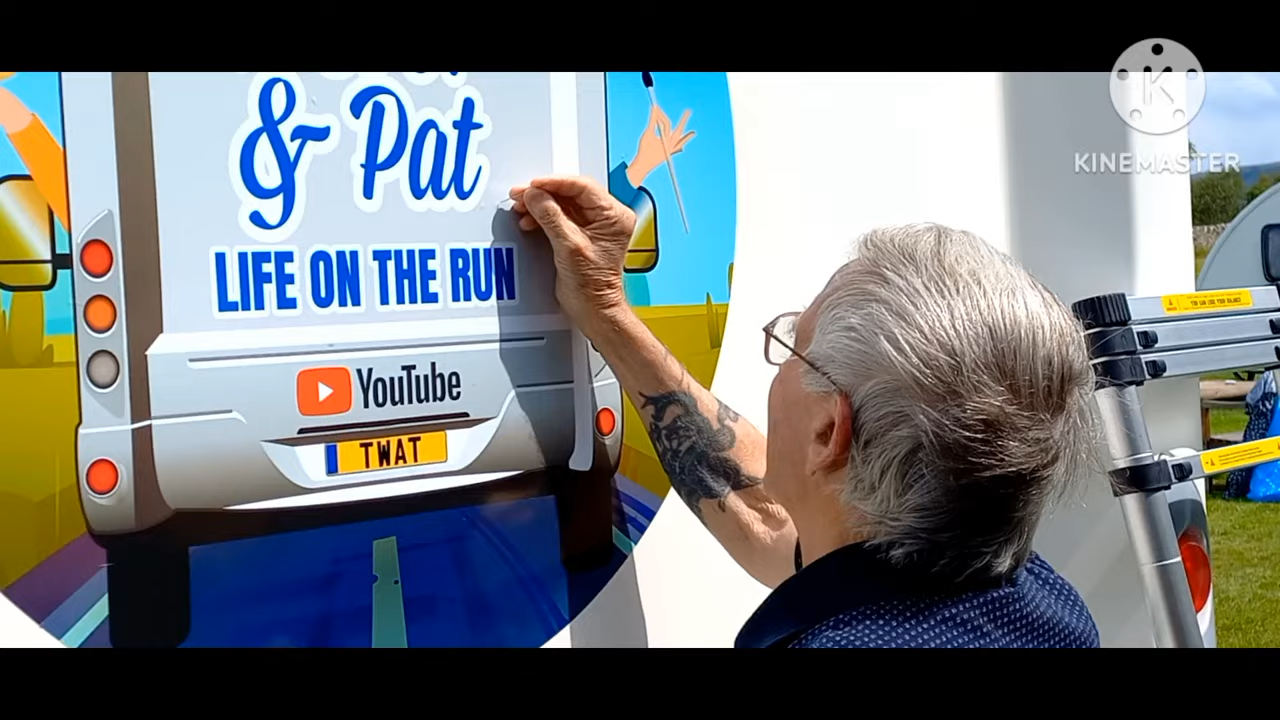 & Pat
LIFE ON THE RUN
YouTube
TWAT
K
KINEMASTER